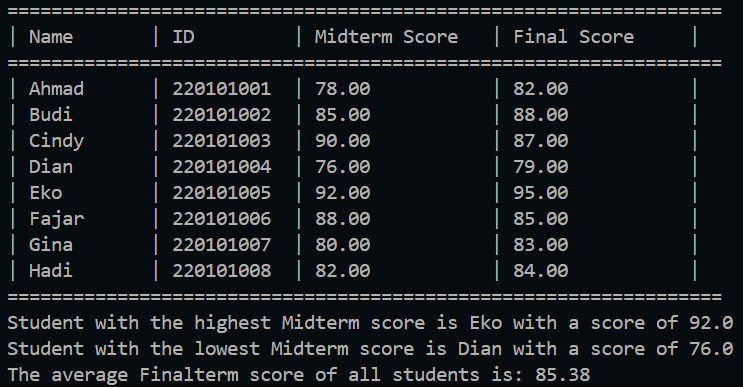 ==================================================================
| Name       | ID         | Midterm Score   | Final Score     |
==================================================================
| Ahmad      | 220101001  | 78.00           | 82.00           |
| Budi       | 220101002  | 85.00           | 88.00           |
| Cindy      | 220101003  | 90.00           | 87.00           |
| Dian       | 220101004  | 76.00           | 79.00           |
| Eko        | 220101005  | 92.00           | 95.00           |
| Fajar      | 220101006  | 88.00           | 85.00           |
| Gina       | 220101007  | 80.00           | 83.00           |
| Hadi       | 220101008  | 82.00           | 84.00           |
==================================================================
Student with the highest Midterm score is Eko with a score of 92.0
Student with the lowest Midterm score is Dian with a score of 76.0
The average Finalterm score of all students is: 85.38